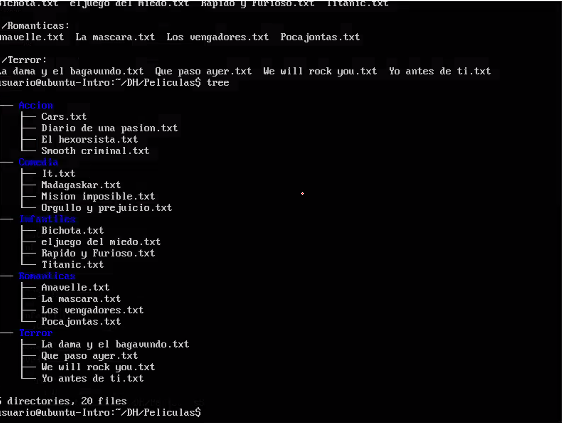 Bichota.txt  eljuego del miedo.txt  Rapido y Furioso.txt  Titanic.txt
/Romanticas:
Anavelle.txt  La mascara.txt  Los vengadores.txt  Pocajontas.txt
/Terror:
La dama y el bagavundo.txt  Que paso ayer.txt  We will rock you.txt  Yo antes de ti.txt
usuario@ubuntu-Intro:~/DH/Peliculas$ tree
Accion
Cars.txt
Diario de una pasion.txt
El hexorsista.txt
Smooth criminal.txt
Comedia
It.txt
Madagaskar.txt
Mision imposible.txt
Orgullo y prejuicio.txt
Infantiles
Bichota.txt
eljuego del miedo.txt
Rapido y Furioso.txt
Titanic.txt
Romanticas
Anavelle.txt
La mascara.txt
Los vengadores.txt
Pocajontas.txt
Terror
La dama y el bagavundo.txt
Que paso ayer.txt
We will rock you.txt
Yo antes de ti.txt
5 directories, 20 files
usuario@ubuntu-Intro:~/DH/Peliculas$